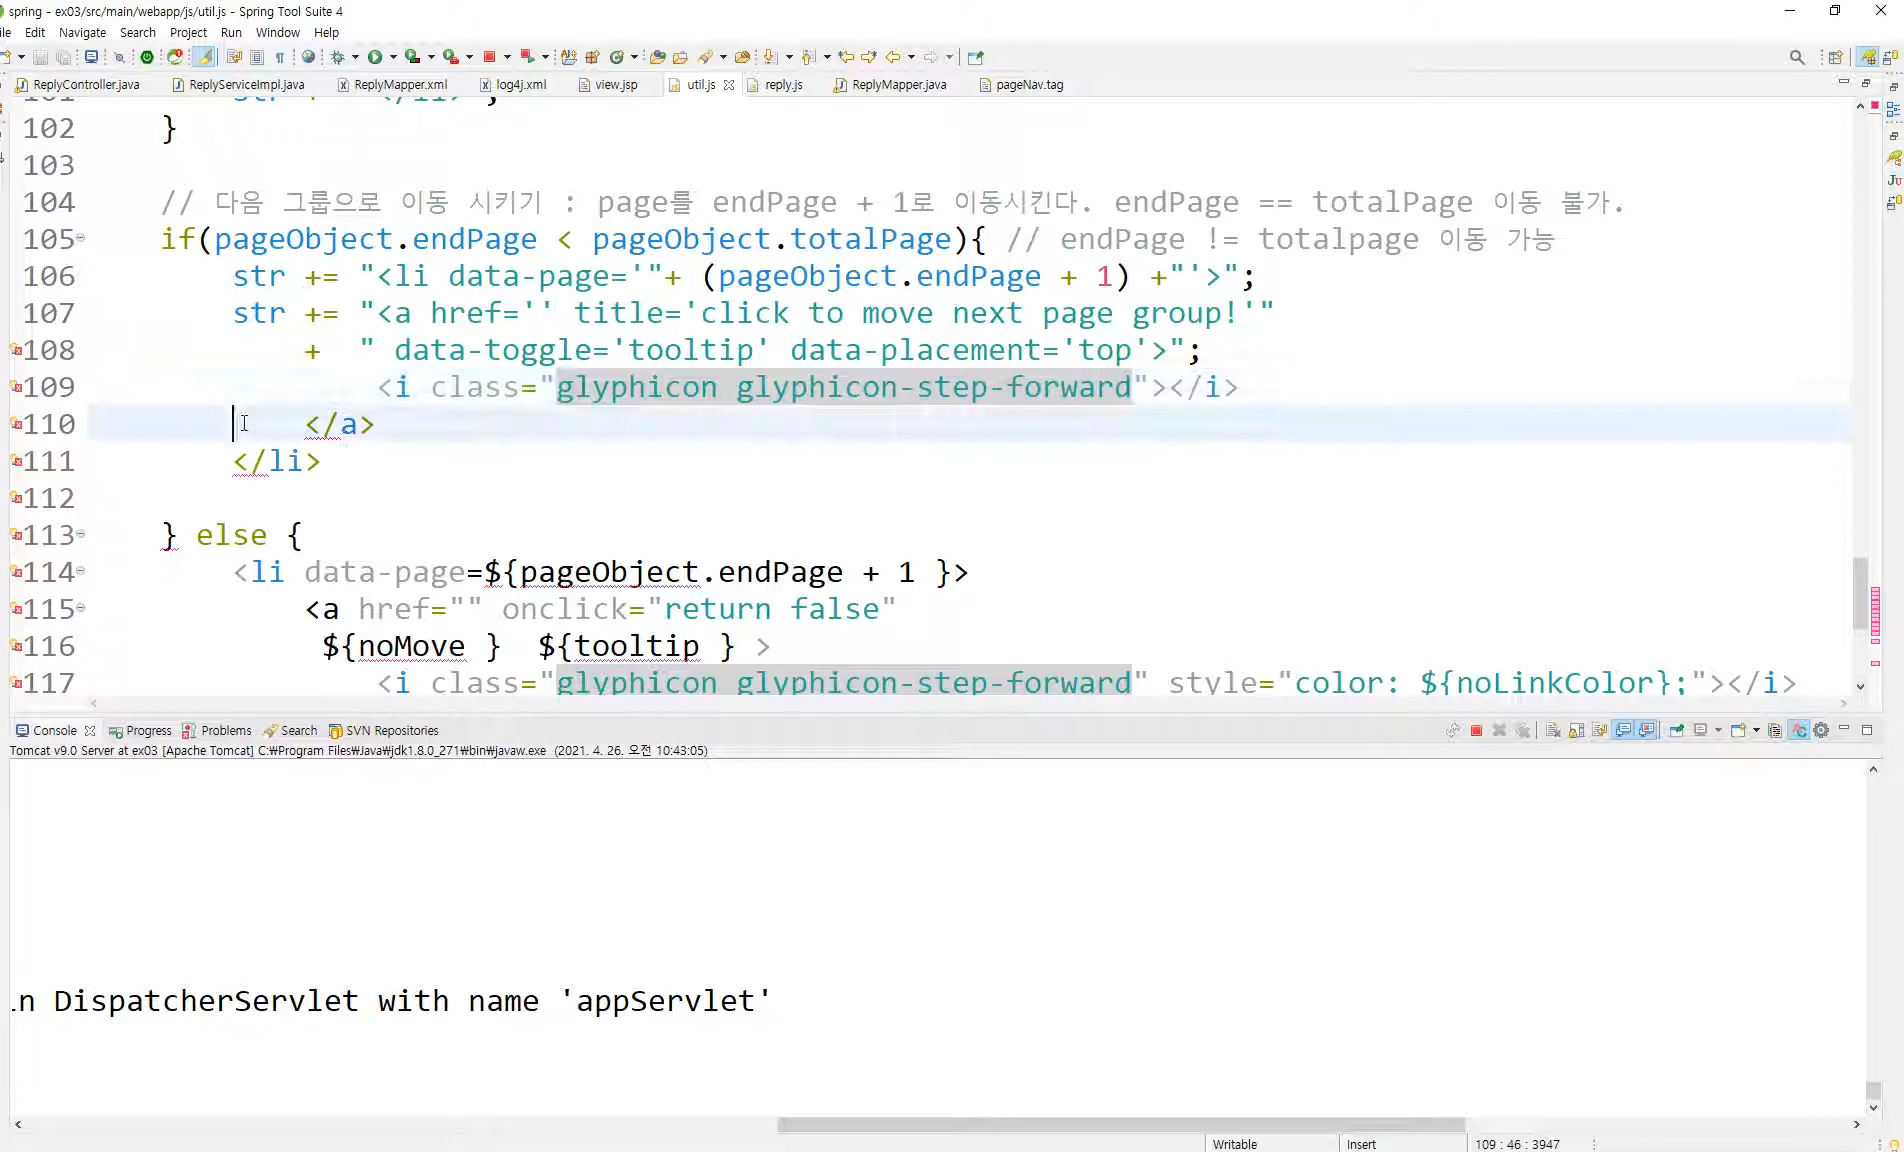 spring - ex03/src/main/webapp/js/util.js - Spring Tool Suite 4
Edit Navigate Search Project Run Window Help
ReplyController.java ReplyServiceImpl.java ReplyMapper.xml log4j.xml view.jsp util.js reply.js ReplyMapper.java pageNav.tag
102 }
103
104 // 다음 그룹으로 이동 시키기 : page를 endPage + 1로 이동시킨다. endPage == totalPage 이동 불가.
105 if(pageObject.endPage < pageObject.totalPage){ // endPage != totalpage 이동 가능
106 str += "<li data-page='"+ (pageObject.endPage + 1) +"'>";
107 str += "<a href='' title='click to move next page group!'"
108 + " data-toggle='tooltip' data-placement='top'>";
109 <i class="glyphicon glyphicon-step-forward"></i>
110 </a>
111 </li>
112
113 } else {
114 <li data-page=${pageObject.endPage + 1 }>
115 <a href="" onclick="return false"
116 ${noMove } ${tooltip } >
117 <i class="glyphicon glyphicon-step-forward" style="color: ${noLinkColor};"></i>
Console Progress Problems Search SVN Repositories
Tomcat v9.0 Server at ex03 [Apache Tomcat] C:₩Program Files₩Java₩jdk1.8.0_271₩bin₩javaw.exe (2021. 4. 26. 오전 10:43:05)
in DispatcherServlet with name 'appServlet'
Writable Insert 109 : 46 : 3947